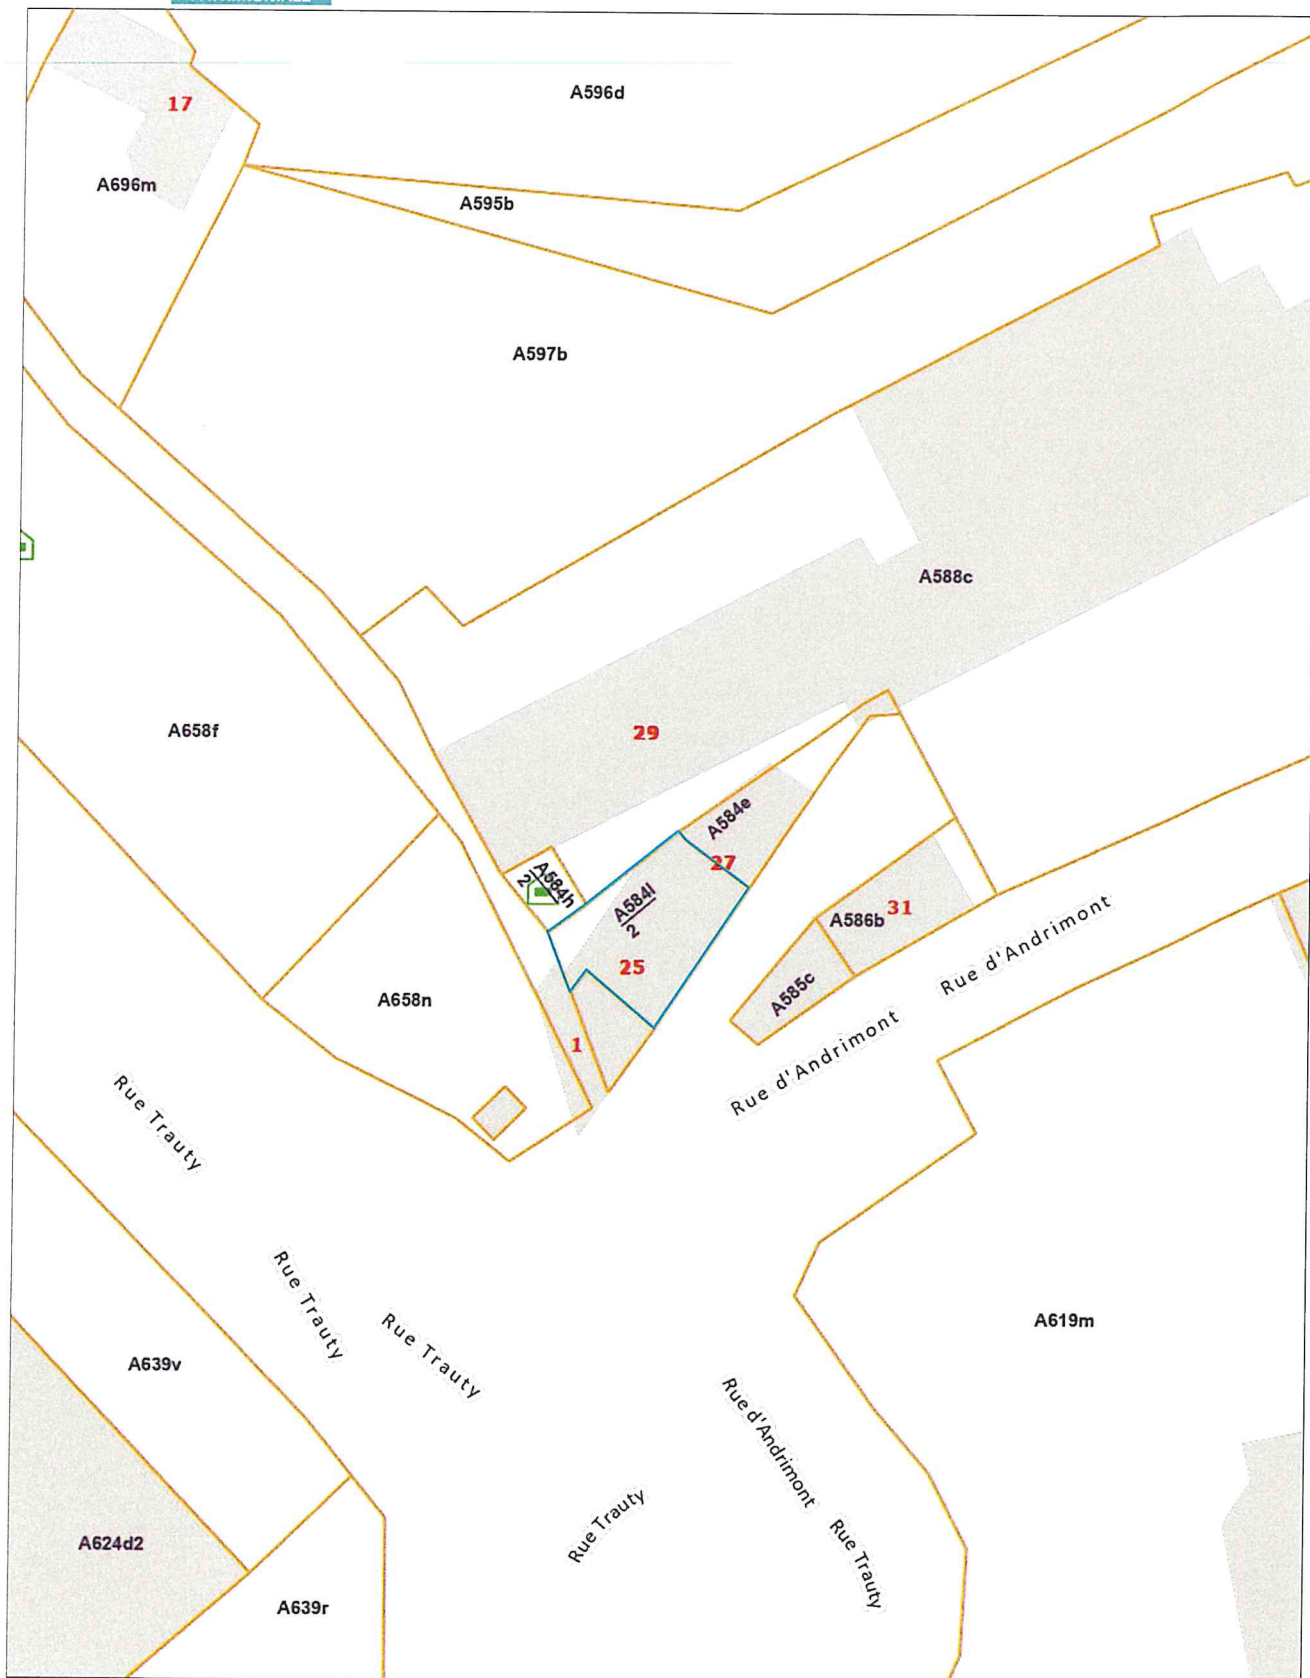 A596d
17
A696m
A595b
A597b
A588c
A658f
29
A584e
27
A584h
2
A584l
2
A586b
31
25
A585c
Rue d'Andrimont
A658n
1
Rue d'Andrimont
Rue Trauty
Rue Trauty
Rue Trauty
A619m
A639v
Rue d'Andrimont
Rue Trauty
Rue Trauty
A624d2
A639r